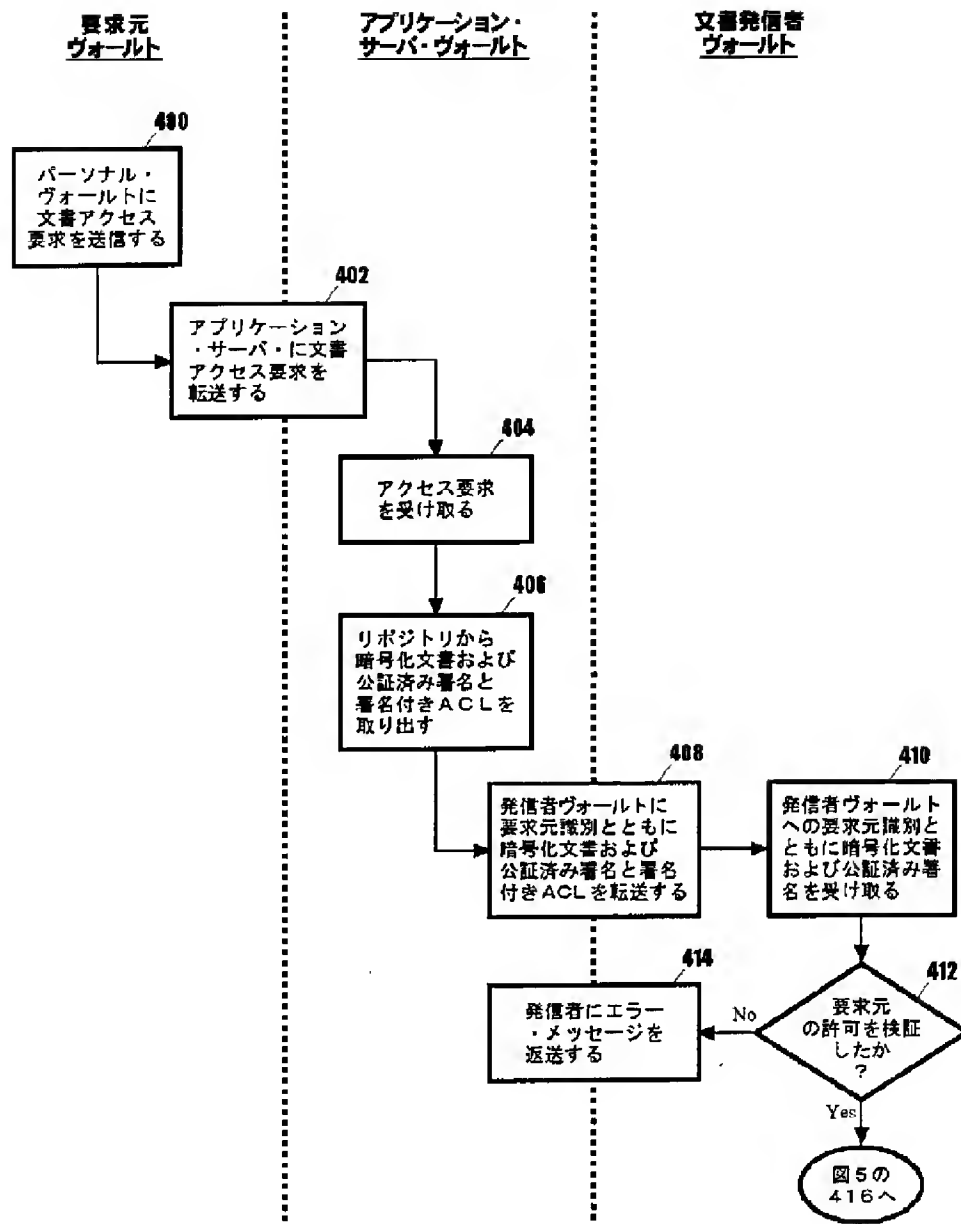 要求元
ヴォールト
アプリケーション・
サーバ・ヴォールト
文書発信者
ヴォールト
400
パーソナル・
ヴォールトに
文書アクセス
要求を送信する
402
アプリケーション
・サーバ・に文書
アクセス要求を
転送する
404
アクセス要求
を受け取る
406
リポジトリから
暗号化文書および
公証済み署名と
署名付きACLを
取り出す
408
発信者ヴォールトに
要求元識別とともに
暗号化文書および
公証済み署名と署名
付きACLを転送する
410
発信者ヴォールト
への要求元識別と
ともに暗号化文書
および公証済み署
名を受け取る
412
要求元
の許可を検証
したか
?
No
414
発信者にエラー
・メッセージを
返送する
Yes
図5の
416へ